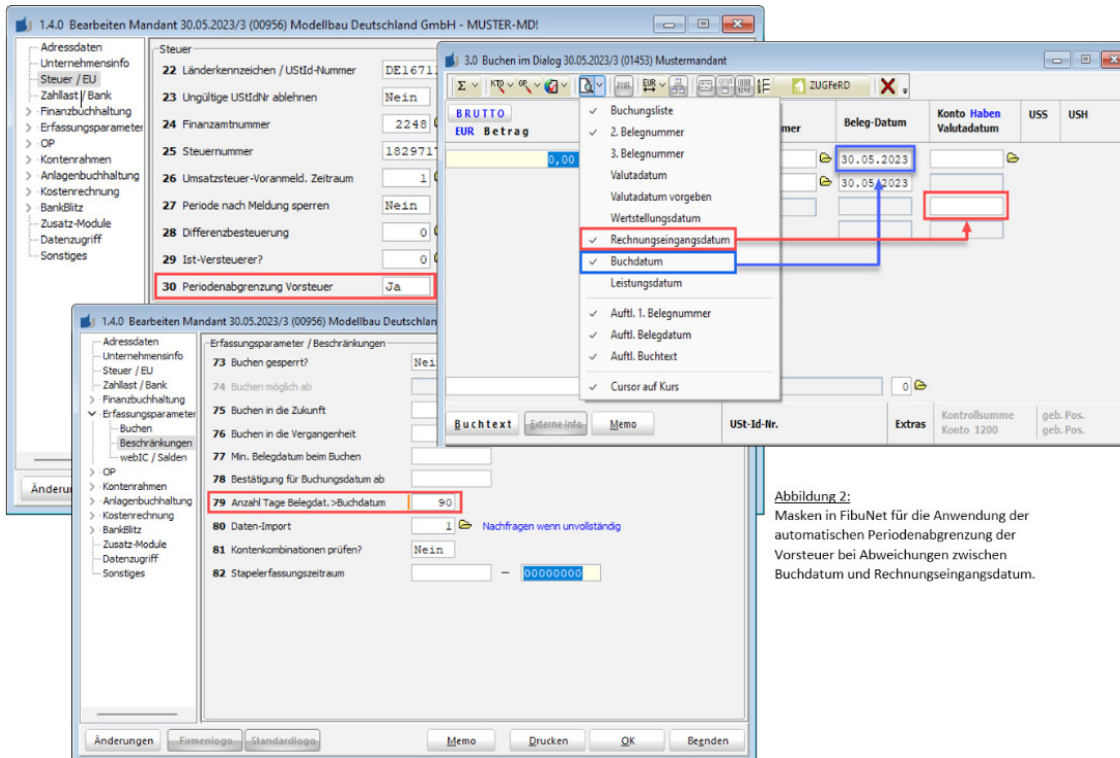 1.4.0 Bearbeiten Mandant 30.05.2023/3 (00956) Modellbau Deutschland GmbH - MUSTER-MD!
Adressdaten
Unternehmensinfo
Steuer / EU
Zahllast / Bank
Finanzbuchhaltung
Erfassungsparameter
OP
Kontenrahmen
Anlagenbuchhaltung
Kostenrechnung
BankBlitz
Zusatz-Module
Datenzugriff
Sonstiges
Steuer
22 Länderkennzeichen / UStId-Nummer
23 Ungültige UStIdNr ablehnen Nein
24 Finanzamtnummer 2248
25 Steuernummer
26 Umsatzsteuer-Voranmeld. Zeitraum 1
27 Periode nach Meldung sperren Nein
28 Differenzbesteuerung 0
29 Ist-Versteuerer? 0
30 Periodenabgrenzung Vorsteuer Ja
3.0 Buchen im Dialog 30.05.2023/3 (01453) Mustermandant
Σ KTO OP EUR ZUGFeRD X
BRUTTO
EUR Betrag
Beleg-Datum
Konto Haben
Valutadatum
USS
USH
0,00
30.05.2023
30.05.2023
Buchungsliste
2. Belegnummer
3. Belegnummer
Valutadatum
Valutadatum vorgeben
Wertstellungsdatum
Rechnungseingangsdatum
Buchdatum
Leistungsdatum
Auftl. 1. Belegnummer
Auftl. Belegdatum
Auftl. Buchtext
Cursor auf Kurs
0
Buchtext Externe Info Memo
USt-Id-Nr.
Extras
Kontrollsumme
Konto 1200
geb. Pos.
geb. Pos.
1.4.0 Bearbeiten Mandant 30.05.2023/3 (00956) Modellbau
Adressdaten
Unternehmensinfo
Steuer / EU
Zahllast / Bank
Finanzbuchhaltung
Erfassungsparameter
Buchen
Beschränkungen
webIC / Salden
OP
Kontenrahmen
Anlagenbuchhaltung
Kostenrechnung
BankBlitz
Zusatz-Module
Datenzugriff
Sonstiges
Erfassungsparameter / Beschränkungen
73 Buchen gesperrt?
74 Buchen möglich ab
75 Buchen in die Zukunft
76 Buchen in die Vergangenheit
77 Min. Belegdatum beim Buchen
78 Bestätigung für Buchungsdatum ab
79 Anzahl Tage Belegdat.>Buchdatum 90
80 Daten-Import 1 Nachfragen wenn unvollständig
81 Kontenkombinationen prüfen? Nein
82 Stapelerfassungszeitraum – 00000000
Änderungen Firmenlogo Standardlogo Memo Drucken OK Beenden
Abbildung 2:
Masken in FibuNet für die Anwendung der
automatischen Periodenabgrenzung der
Vorsteuer bei Abweichungen zwischen
Buchdatum und Rechnungseingangsdatum.